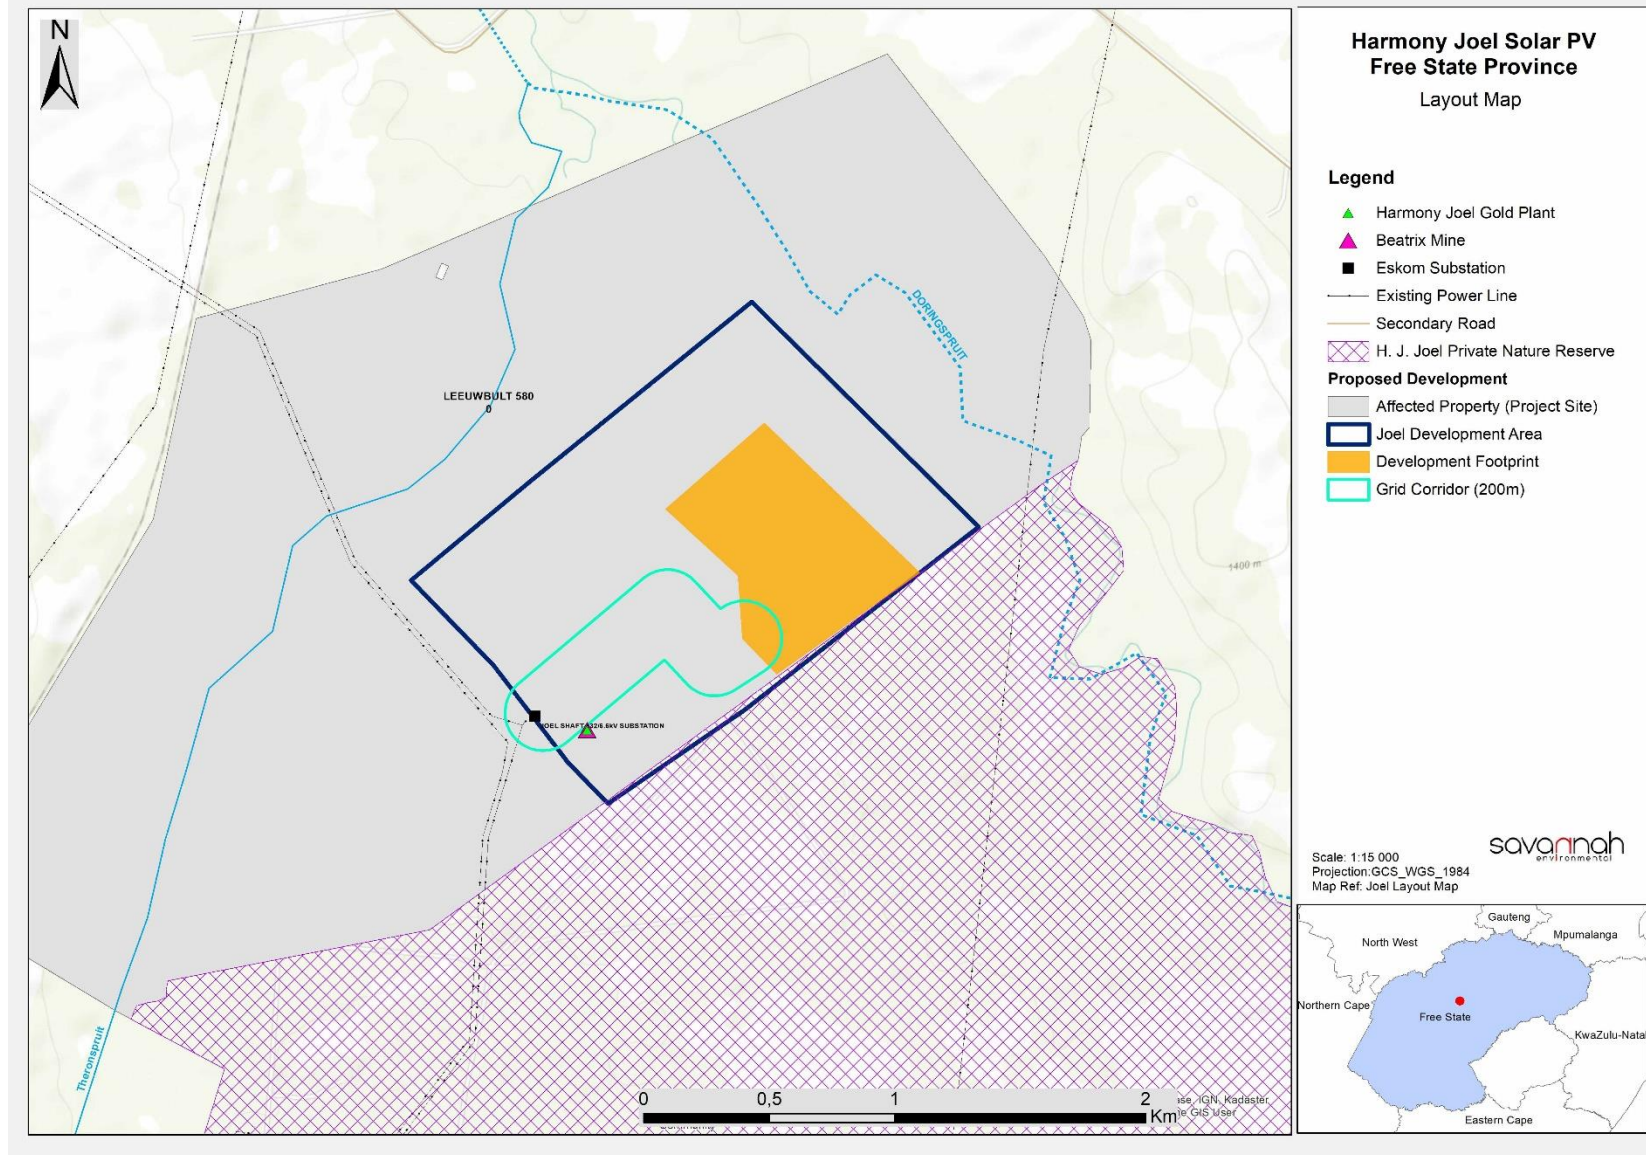 N
Harmony Joel Solar PV
Free State Province
Layout Map
Legend
Harmony Joel Gold Plant
Beatrix Mine
Eskom Substation
Existing Power Line
Secondary Road
H. J. Joel Private Nature Reserve
Proposed Development
Affected Property (Project Site)
Joel Development Area
Development Footprint
Grid Corridor (200m)
DORINGSPRUIT
LEEUWBULT 580
0
1400 m
JOEL SHAFT 132/6.6kV SUBSTATION
Theronspruit
0 0,5 1 2
Km
IGN, Kadaster
GIS User
Scale: 1:15 000
Projection:GCS_WGS_1984
Map Ref: Joel Layout Map
savannah
environmental
Gauteng
North West
Mpumalanga
Northern Cape
Free State
KwaZulu-Natal
Eastern Cape